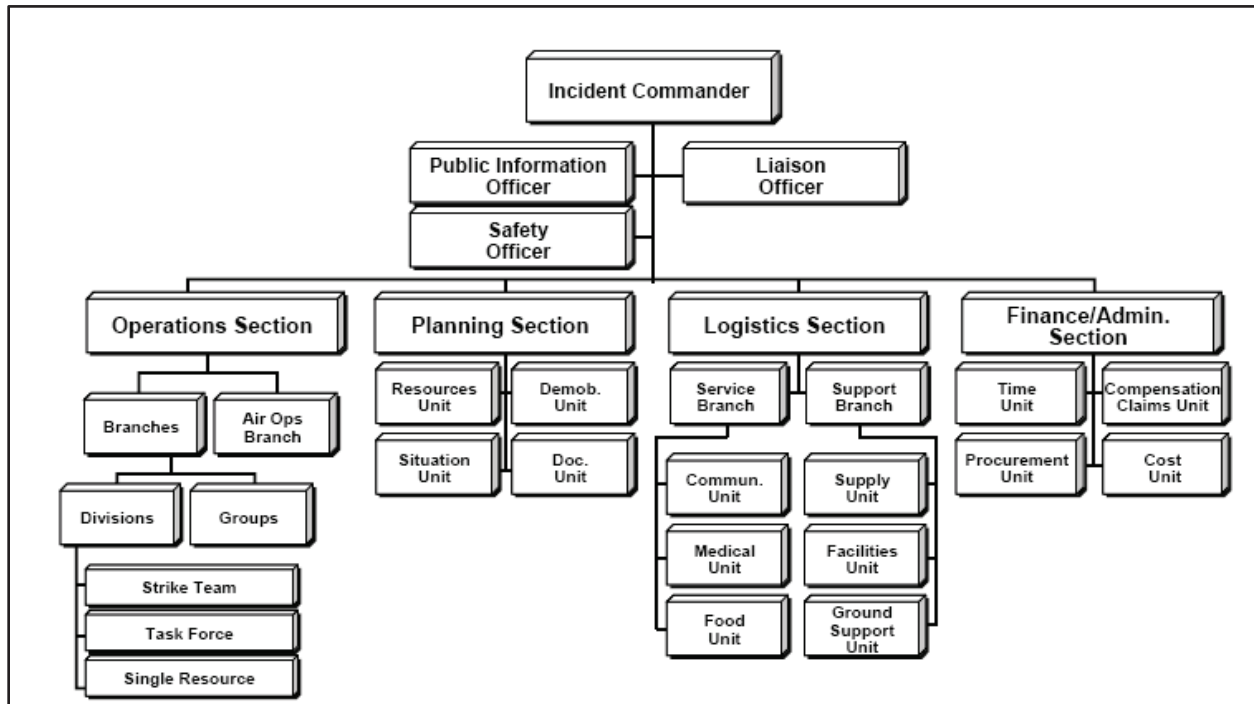 Incident Commander
Public Information
Officer
Liaison
Officer
Safety
Officer
Operations Section
Planning Section
Logistics Section
Finance/Admin.
Section
Branches
Air Ops
Branch
Divisions
Groups
Strike Team
Task Force
Single Resource
Resources
Unit
Demob.
Unit
Situation
Unit
Doc.
Unit
Service
Branch
Support
Branch
Commun.
Unit
Supply
Unit
Medical
Unit
Facilities
Unit
Food
Unit
Ground
Support
Unit
Time
Unit
Compensation
Claims Unit
Procurement
Unit
Cost
Unit